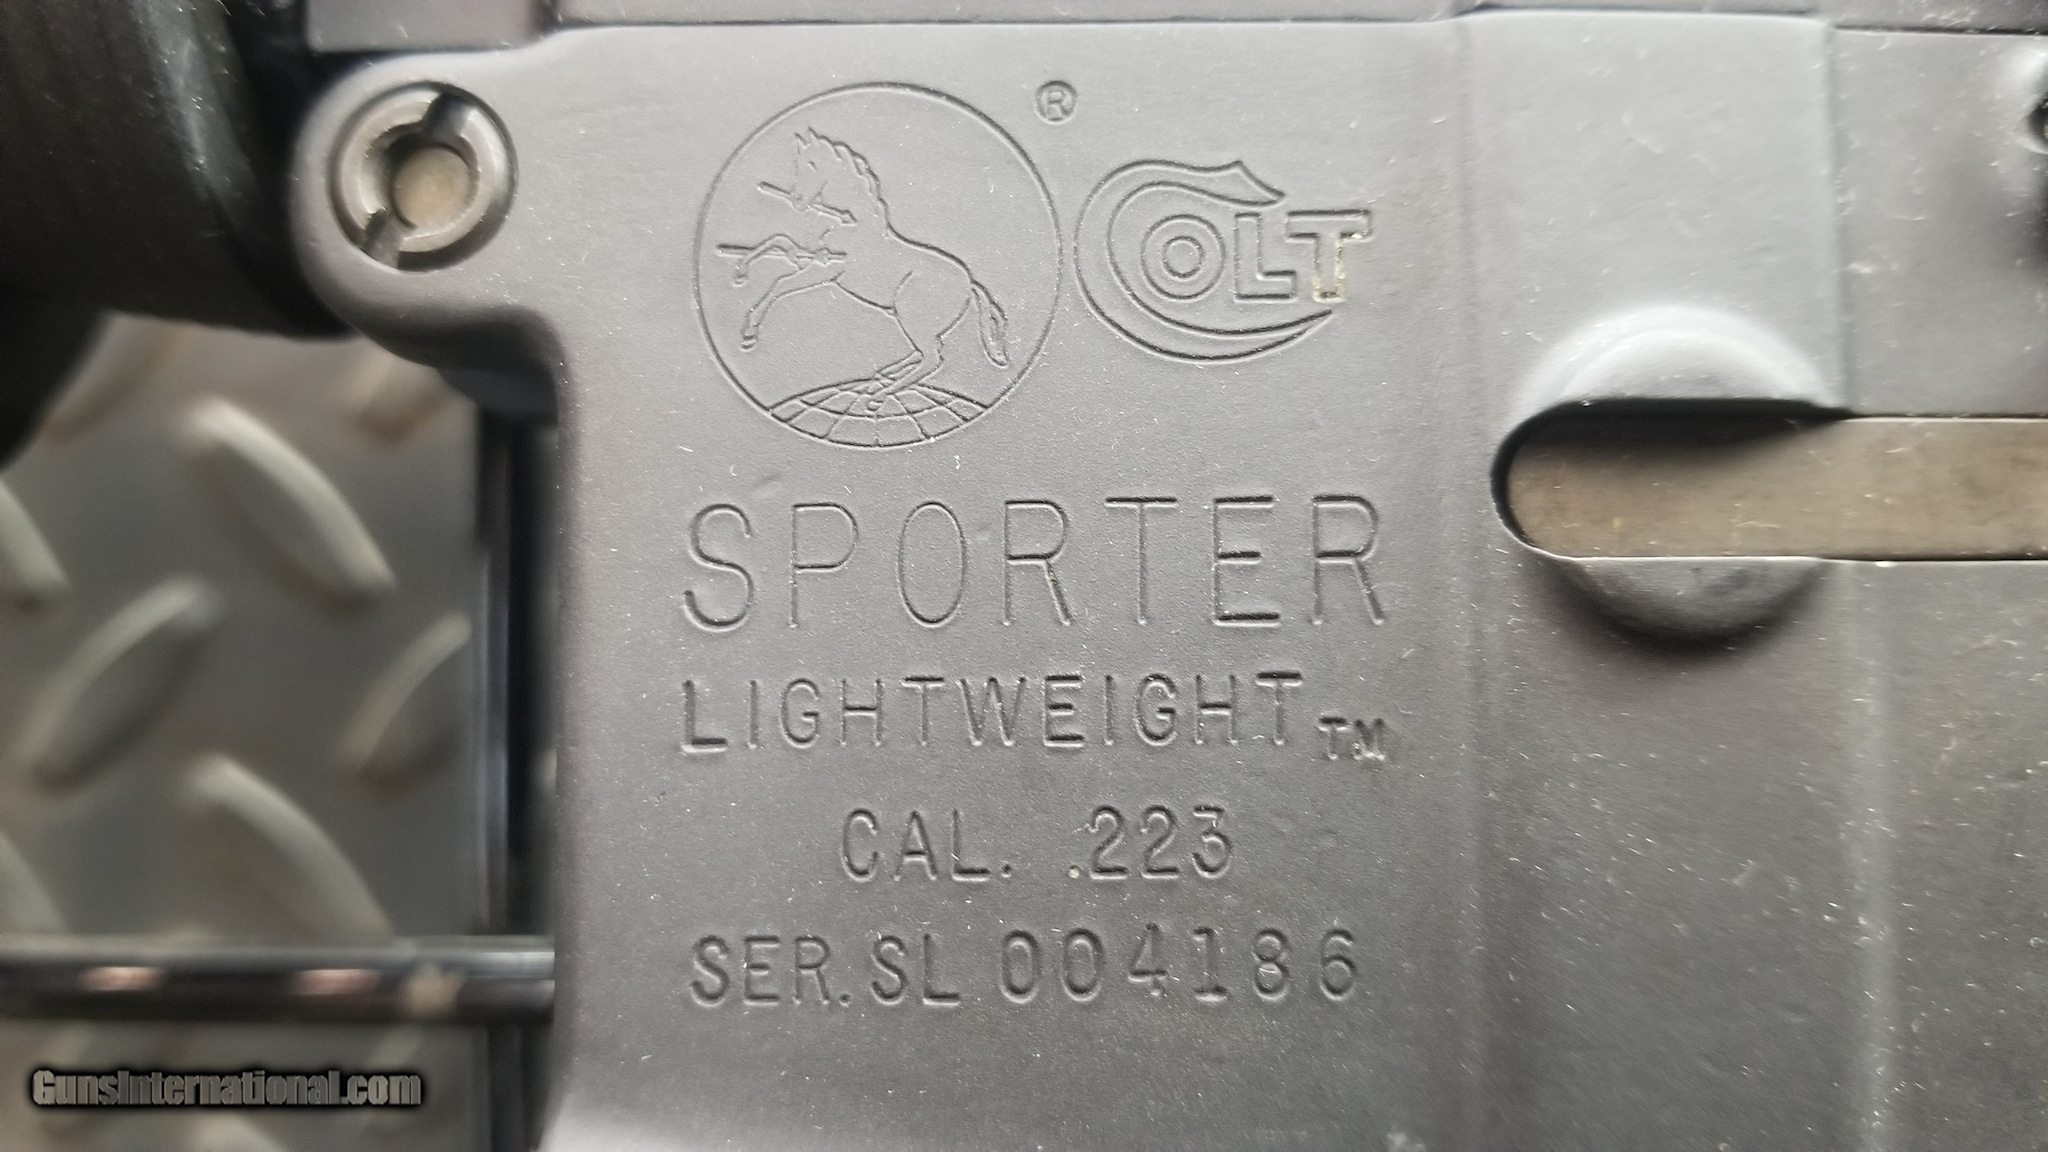 ®
COLT
SPORTER
LIGHTWEIGHT TM
CAL. .223
SER. SL 004186
GunsInternational.com